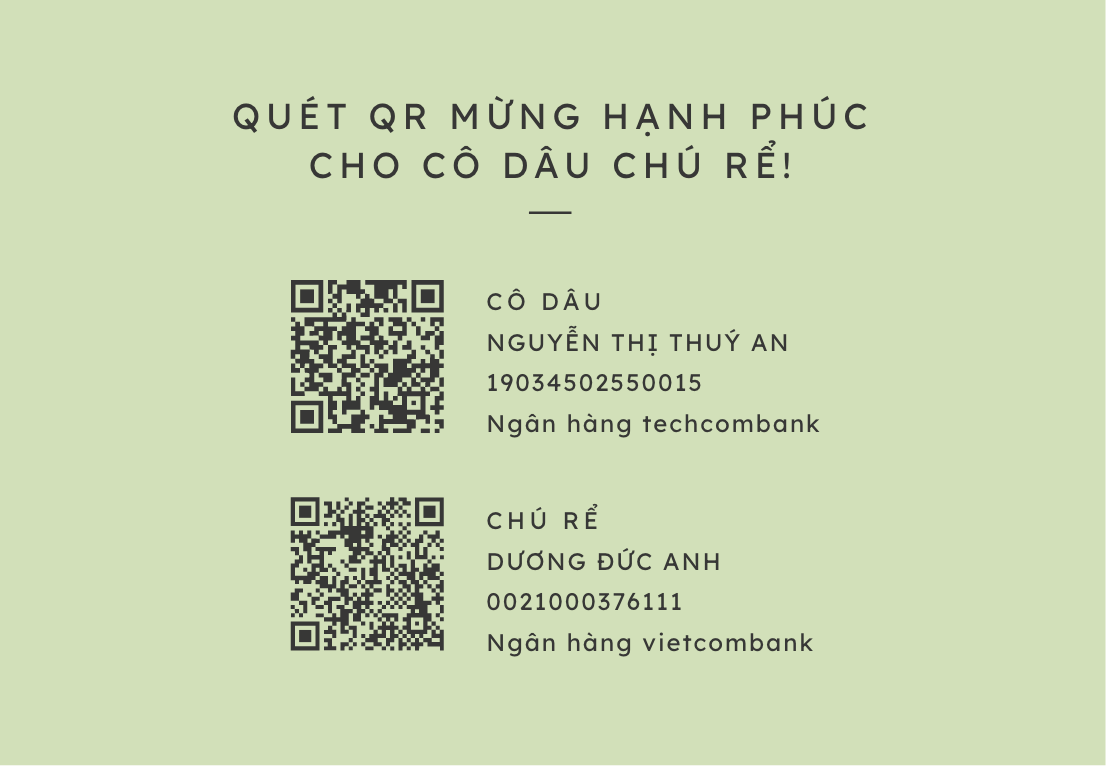 QUÉT QR MỪNG HẠNH PHÚC
CHO CÔ DÂU CHÚ RỂ!
CÔ DÂU
NGUYỄN THỊ THUÝ AN
19034502550015
Ngân hàng techcombank
CHÚ RỂ
DƯƠNG ĐỨC ANH
0021000376111
Ngân hàng vietcombank